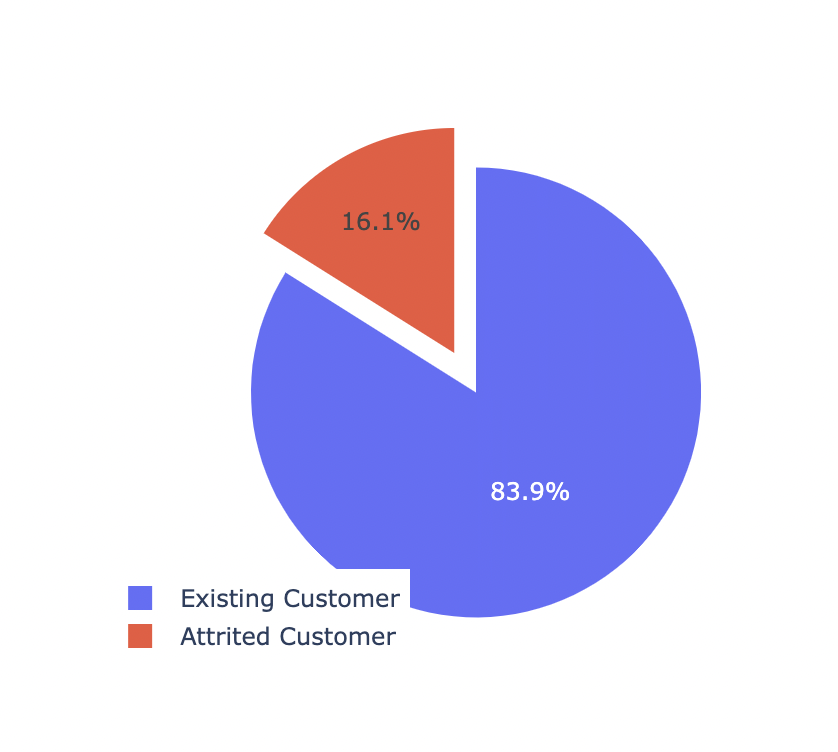 16.1%
83.9%
Existing Customer
Attrited Customer